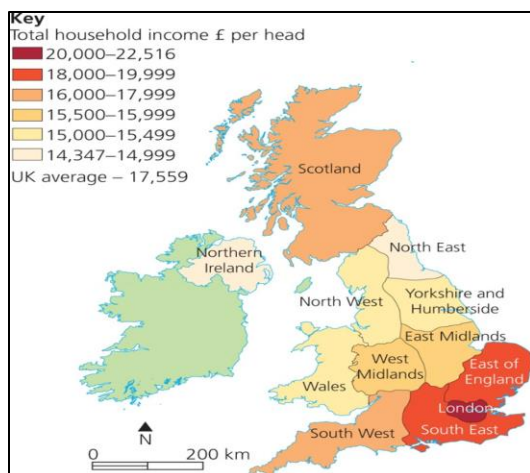 Key
Total household income £ per head
20,000–22,516
18,000–19,999
16,000–17,999
15,500–15,999
15,000–15,499
14,347–14,999
UK average – 17,559
Scotland
Northern
Ireland
North East
North West
Yorkshire and
Humberside
East Midlands
West
Midlands
East of
England
Wales
London
South East
South West
N
0
200 km